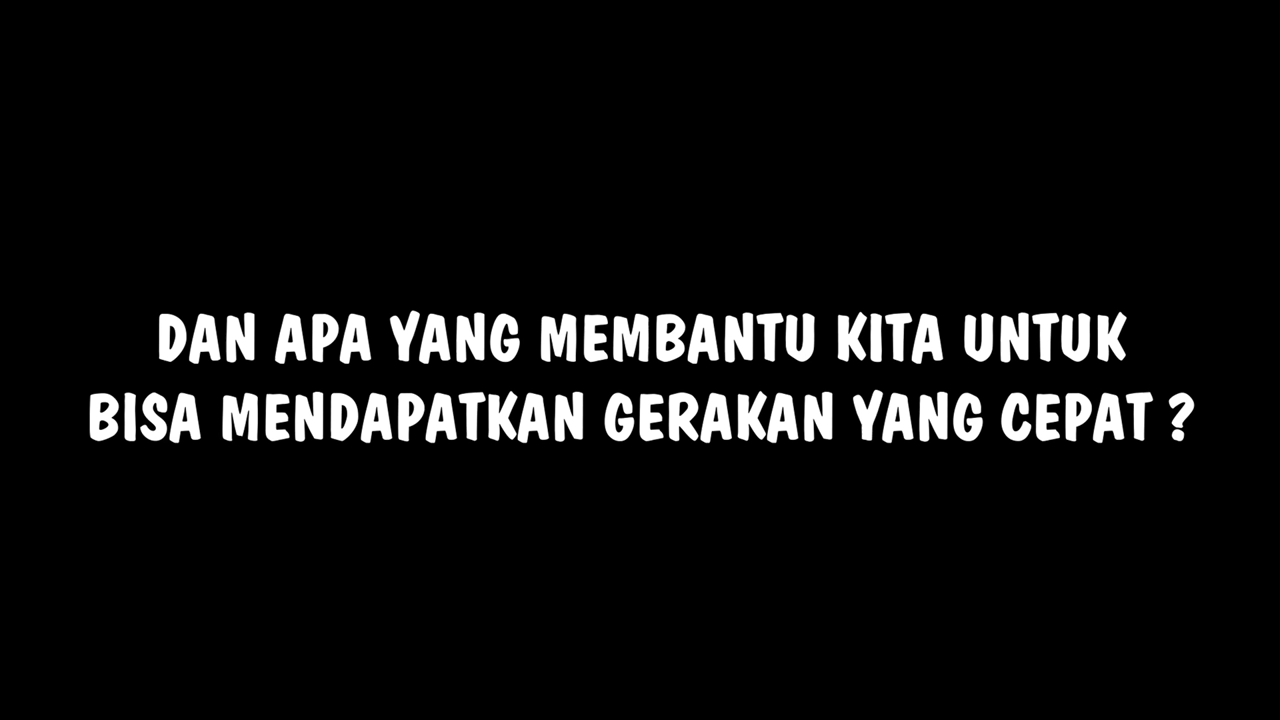 DAN APA YANG MEMBANTU KITA UNTUK
BISA MENDAPATKAN GERAKAN YANG CEPAT ?